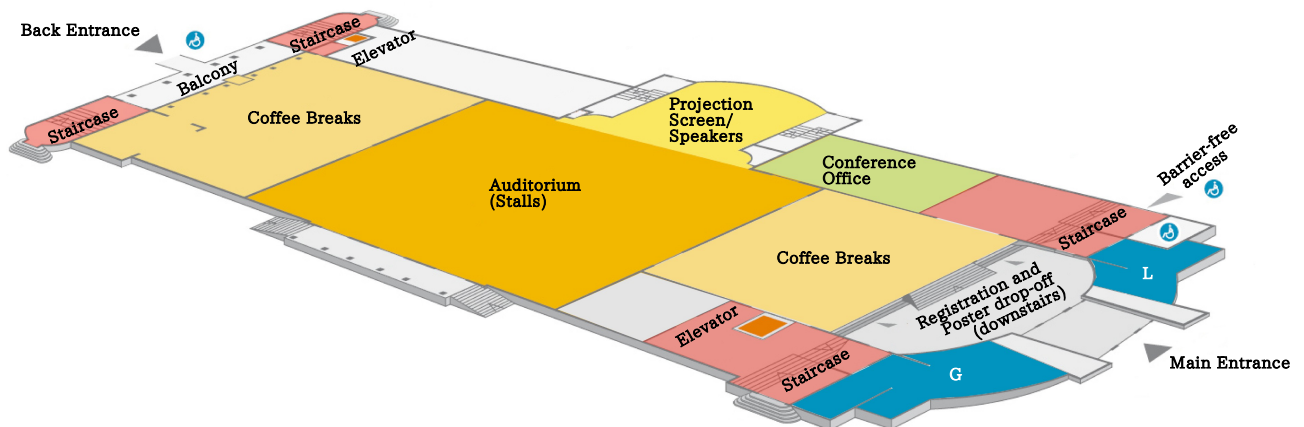 Back Entrance
Staircase
Elevator
Balcony
Staircase
Coffee Breaks
Projection
Screen/
Speakers
Auditorium
(Stalls)
Conference
Office
Barrier-free
access
Staircase
Coffee Breaks
L
Registration and
Poster drop-off
(downstairs)
Elevator
Staircase
G
Main Entrance